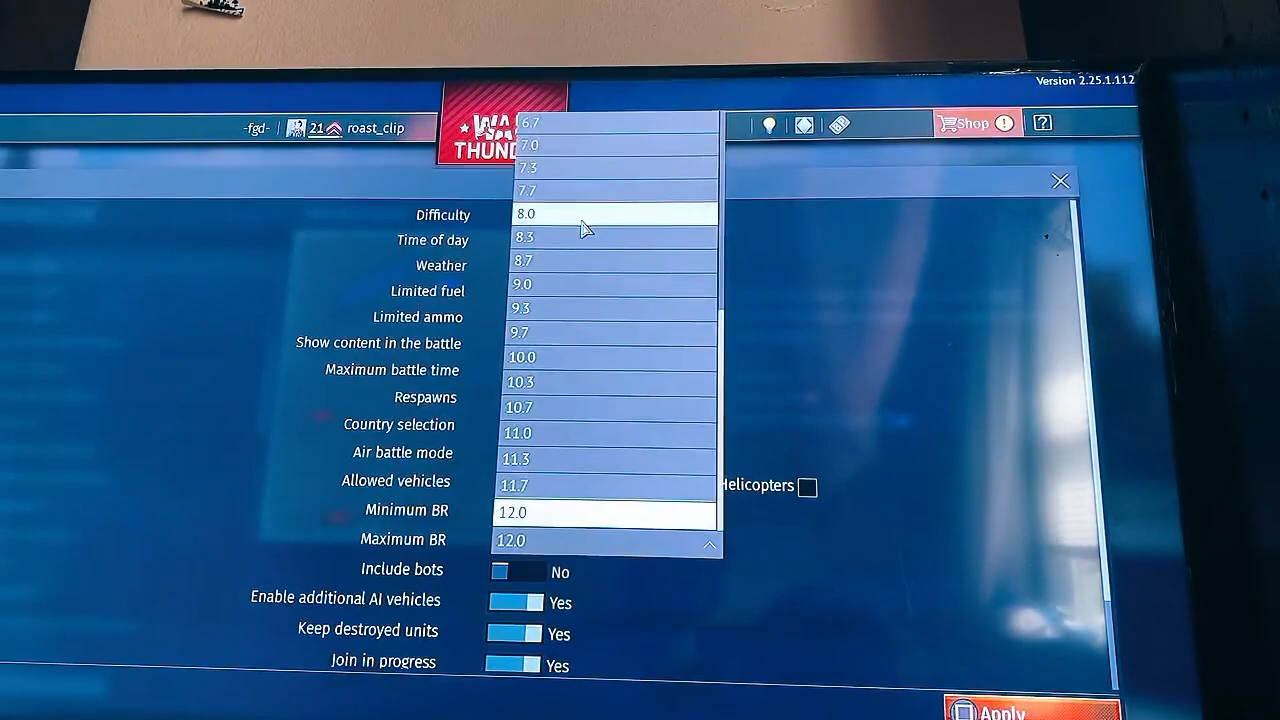 Version 2.25.1.112
-fgd- 21 roast_clip
WA
THUND
Shop
?
6.7
7.0
7.3
7.7
Difficulty
8.0
Time of day
8.3
Weather
8.7
Limited fuel
9.0
Limited ammo
9.3
Show content in the battle
9.7
Maximum battle time
10.0
10.3
Respawns
10.7
Country selection
11.0
Air battle mode
11.3
Allowed vehicles
11.7
Helicopters
Minimum BR
12.0
Maximum BR
12.0
Include bots No
Enable additional AI vehicles Yes
Keep destroyed units Yes
Join in progress Yes
Apply